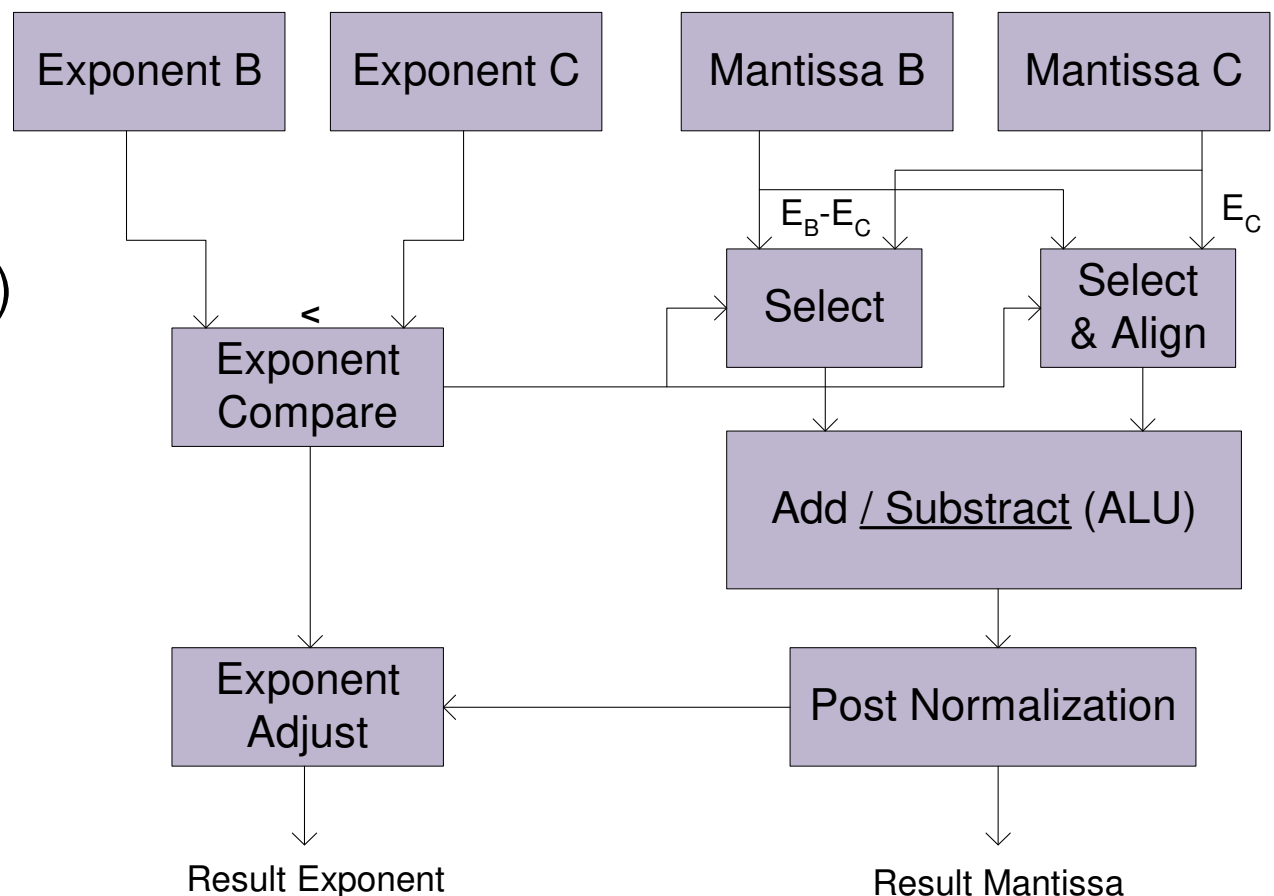 Exponent B
Exponent C
Mantissa B
Mantissa C
E_B-E_C
E_C
)
<
Exponent
Compare
Select
Select
& Align
Add / Substract (ALU)
Exponent
Adjust
Post Normalization
Result Exponent
Result Mantissa